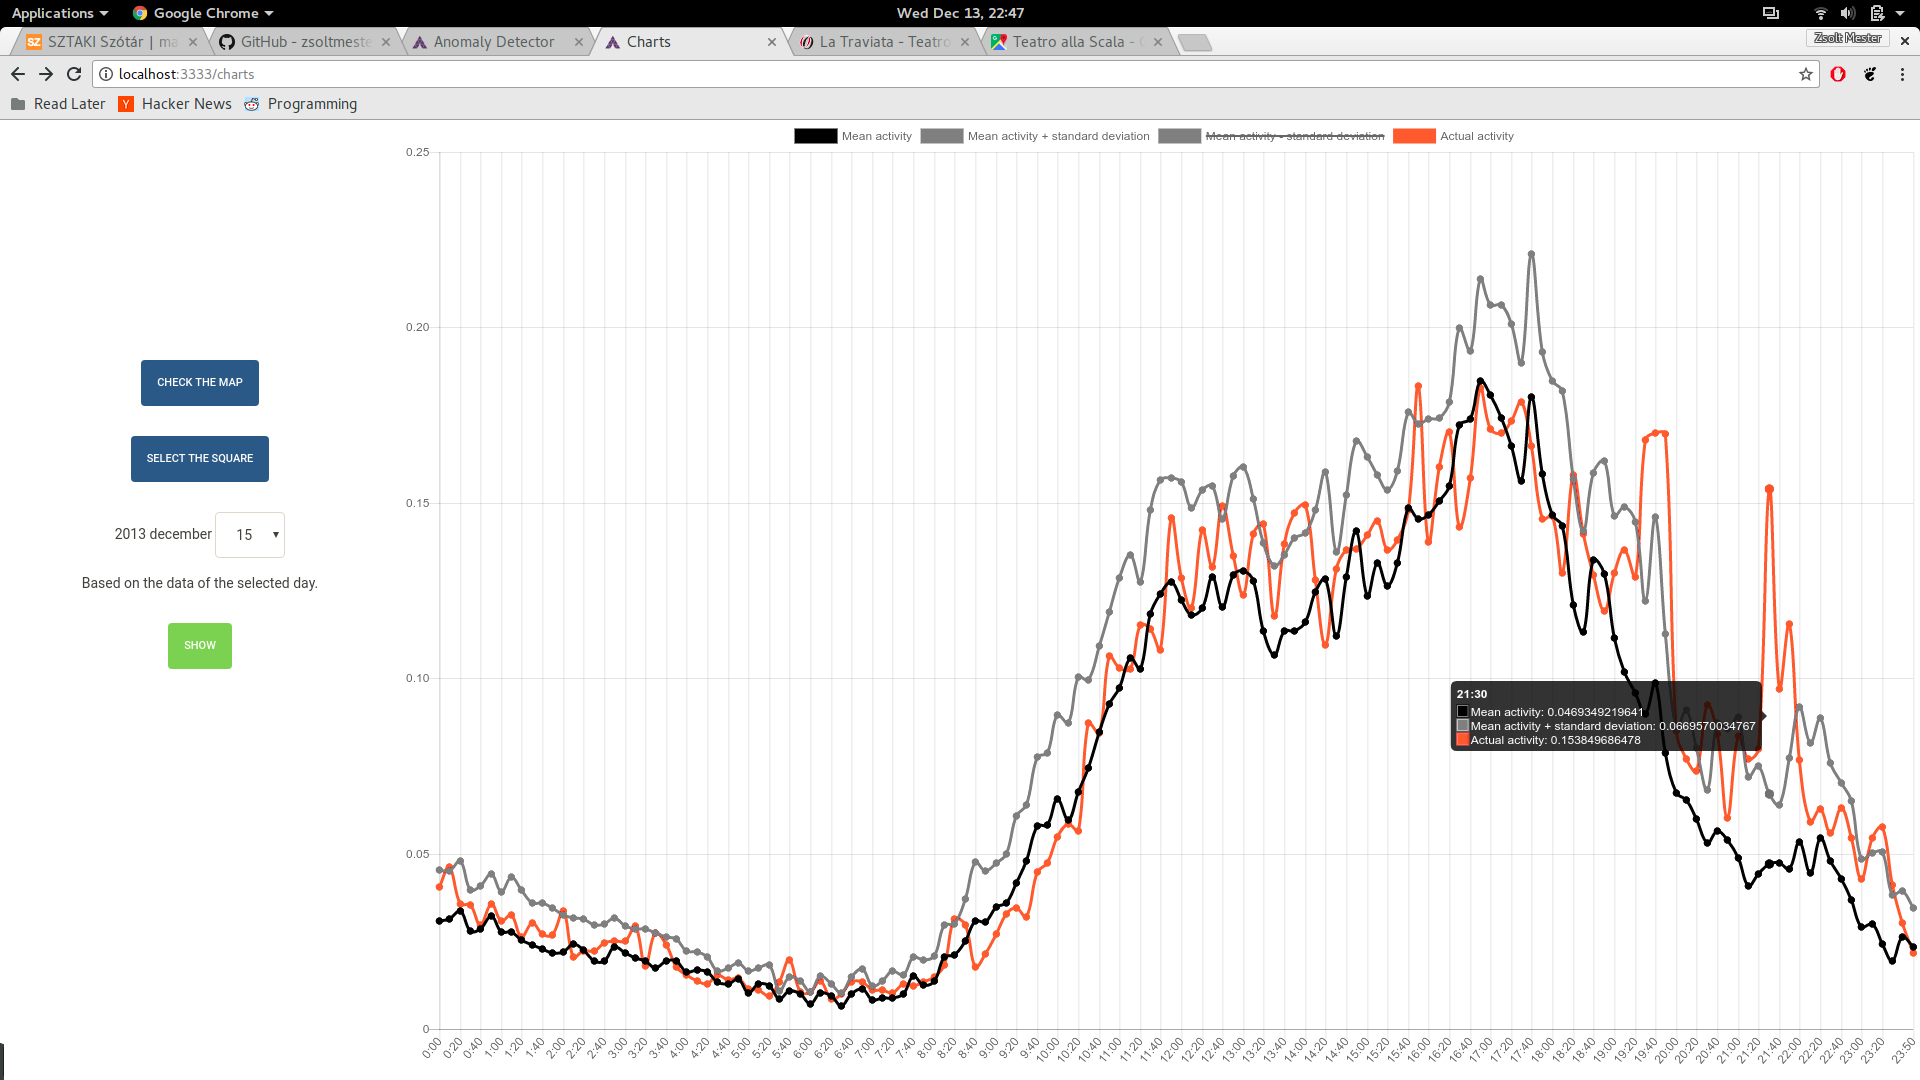 Applications Google Chrome Wed Dec 13, 22:47
SZTAKI Szótár | ma GitHub - zsoltmeste Anomaly Detector Charts La Traviata - Teatro Teatro alla Scala - Zsolt Mester
localhost:3333/charts
Read Later Hacker News Programming
Mean activity Mean activity + standard deviation Mean activity - standard deviation Actual activity
0.25
0.20
0.15
0.10
0.05
0
CHECK THE MAP
SELECT THE SQUARE
2013 december 15
Based on the data of the selected day.
SHOW
21:30
Mean activity: 0.0469349219641
Mean activity + standard deviation: 0.0669570034767
Actual activity: 0.153849686478
0:00 0:20 0:40 1:00 1:20 1:40 2:00 2:20 2:40 3:00 3:20 3:40 4:00 4:20 4:40 5:00 5:20 5:40 6:00 6:20 6:40 7:00 7:20 7:40 8:00 8:20 8:40 9:00 9:20 9:40 10:00 10:20 10:40 11:00 11:20 11:40 12:00 12:20 12:40 13:00 13:20 13:40 14:00 14:20 14:40 15:00 15:20 15:40 16:00 16:20 16:40 17:00 17:20 17:40 18:00 18:20 18:40 19:00 19:20 19:40 20:00 20:20 20:40 21:00 21:20 21:40 22:00 22:20 22:40 23:00 23:20 23:50